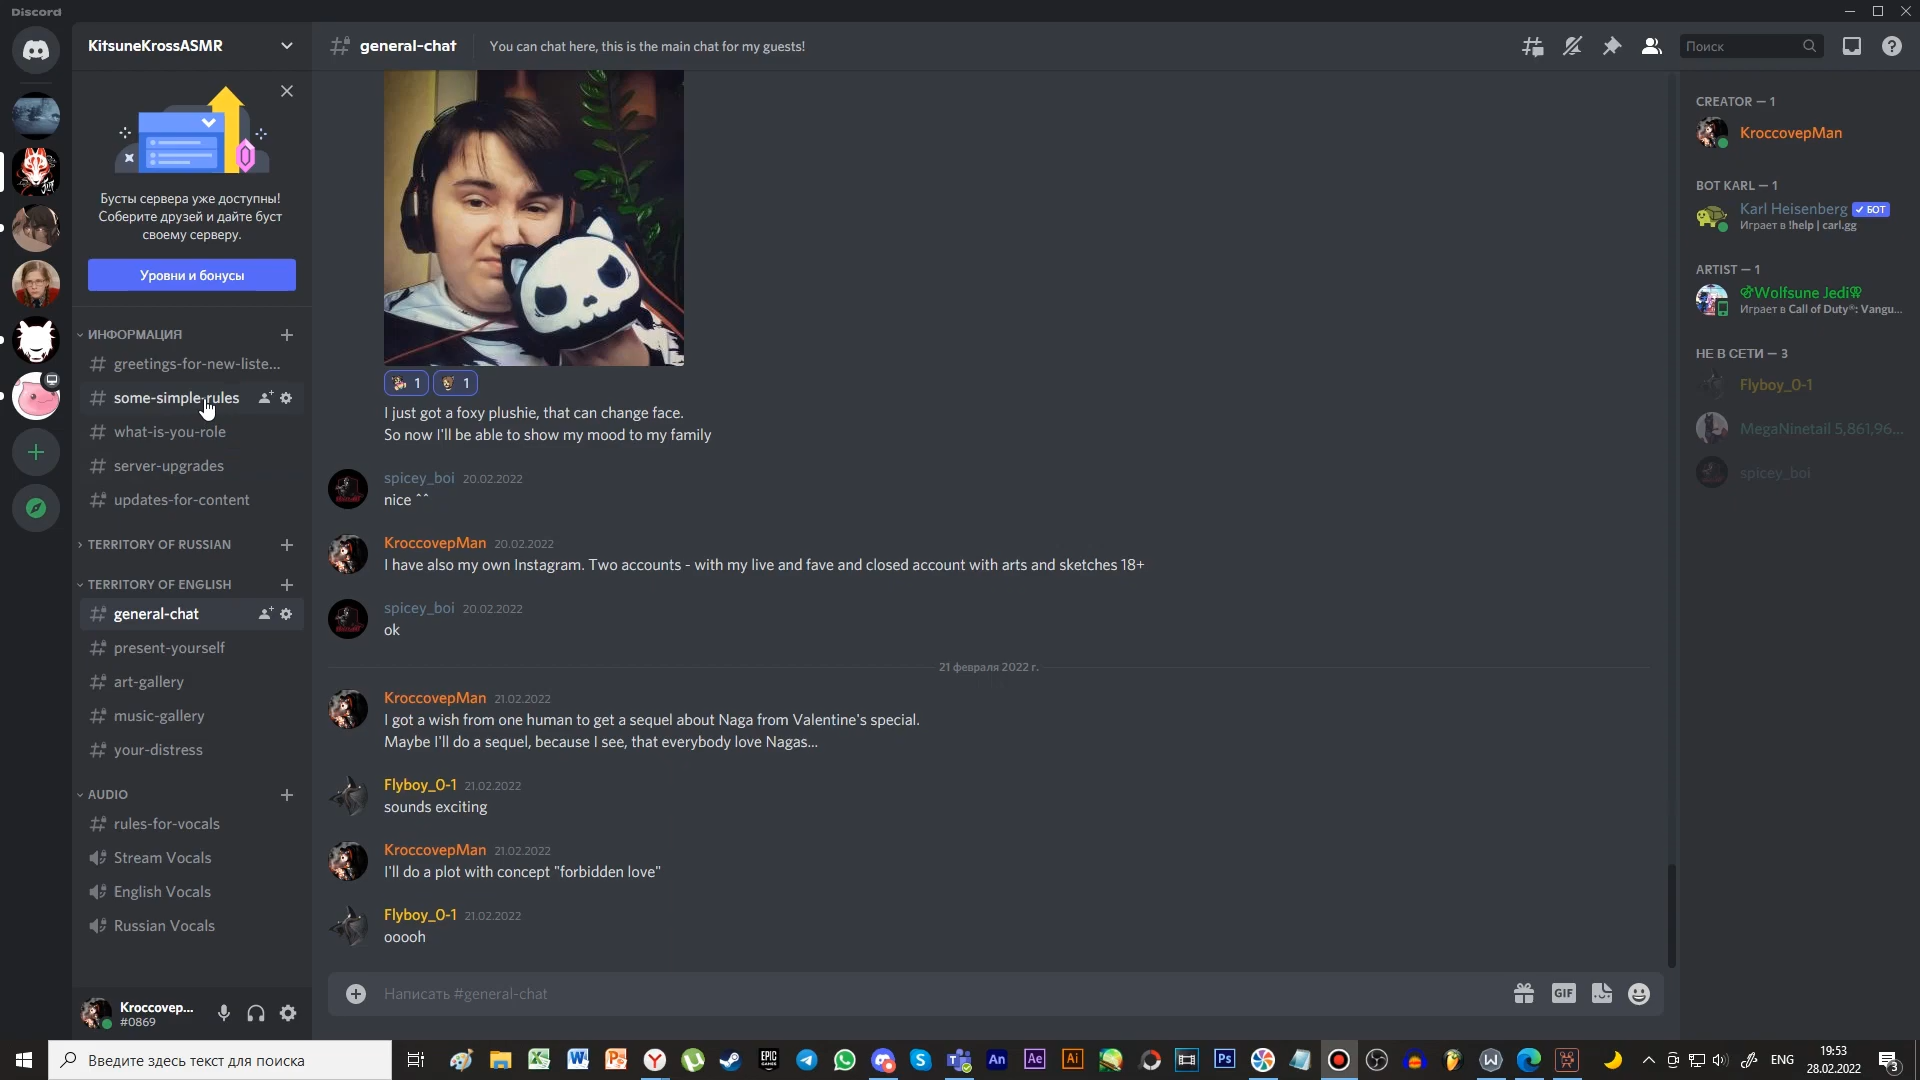 Discord
KitsuneKrossASMR
general-chat
You can chat here, this is the main chat for my guests!
Поиск
Бусты сервера уже доступны!
Соберите друзей и дайте буст
своему серверу.
Уровни и бонусы
ИНФОРМАЦИЯ
greetings-for-new-liste...
some-simple-rules
what-is-you-role
server-upgrades
updates-for-content
TERRITORY OF RUSSIAN
TERRITORY OF ENGLISH
general-chat
present-yourself
art-gallery
music-gallery
your-distress
AUDIO
rules-for-vocals
Stream Vocals
English Vocals
Russian Vocals
Kroccovep...
#0869
1
1
I just got a foxy plushie, that can change face.
So now I'll be able to show my mood to my family
spicey_boi 20.02.2022
nice ^^
KroccovepMan 20.02.2022
I have also my own Instagram. Two accounts - with my live and fave and closed account with arts and sketches 18+
spicey_boi 20.02.2022
ok
21 февраля 2022 г.
KroccovepMan 21.02.2022
I got a wish from one human to get a sequel about Naga from Valentine's special.
Maybe I'll do a sequel, because I see, that everybody love Nagas...
Flyboy_0-1 21.02.2022
sounds exciting
KroccovepMan 21.02.2022
I'll do a plot with concept "forbidden love"
Flyboy_0-1 21.02.2022
ooooh
Написать #general-chat
GIF
CREATOR — 1
KroccovepMan
BOT KARL — 1
Karl Heisenberg ✓ БОТ
Играет в !help | carl.gg
ARTIST — 1
Wolfsune Jedi
Играет в Call of Duty®: Vangu...
НЕ В СЕТИ — 3
Flyboy_0-1
MegaNinetail 5,861,96...
spicey_boi
Введите здесь текст для поиска
EPIC
GAMES
An
Ae
Ai
Ps
ENG
19:53
28.02.2022
3